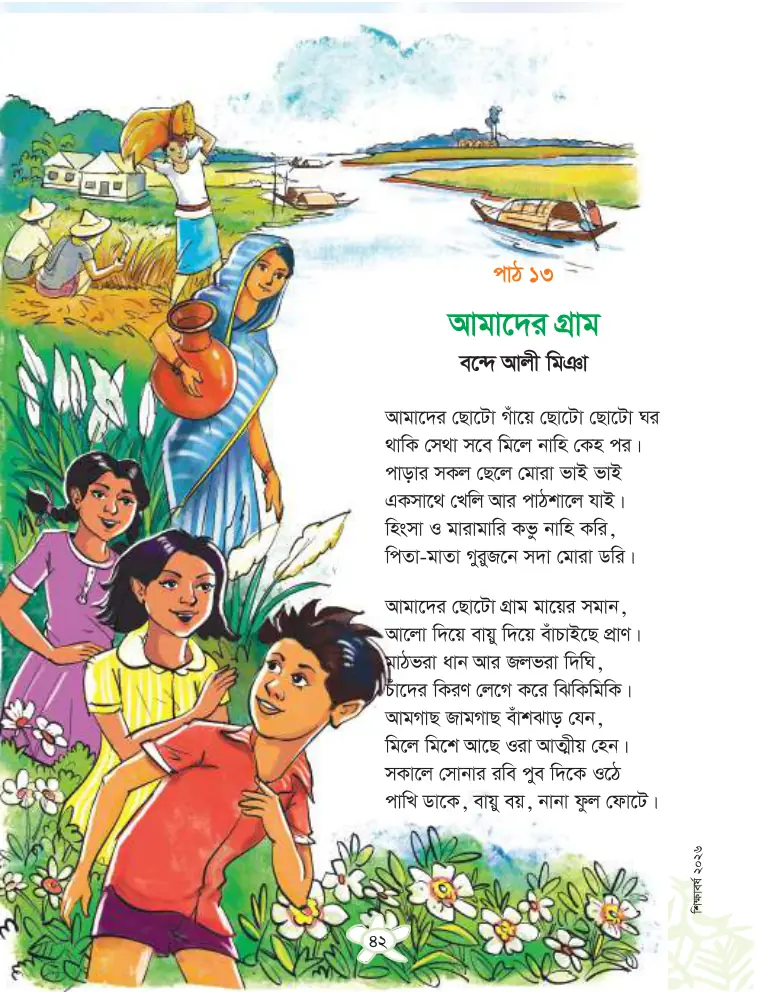 পাঠ ১৩
আমাদের গ্রাম
বন্দে আলী মিঞা
আমাদের ছোটো গাঁয়ে ছোটো ছোটো ঘর
থাকি সেথা সবে মিলে নাহি কেহ পর।
পাড়ার সকল ছেলে মোরা ভাই ভাই
একসাথে খেলি আর পাঠশালে যাই।
হিংসা ও মারামারি কভু নাহি করি,
পিতা-মাতা গুরুজনে সদা মোরা ডরি।
আমাদের ছোটো গ্রাম মায়ের সমান,
আলো দিয়ে বায়ু দিয়ে বাঁচাইছে প্রাণ।
মাঠভরা ধান আর জলভরা দিঘি,
চাঁদের কিরণ লেগে করে ঝিকিমিকি।
আমগাছ জামগাছ বাঁশঝাড় যেন,
মিলে মিশে আছে ওরা আত্মীয় হেন।
সকালে সোনার রবি পুব দিকে ওঠে
পাখি ডাকে, বায়ু বয়, নানা ফুল ফোটে।
শিক্ষাবর্ষ ২০২৬
৪২